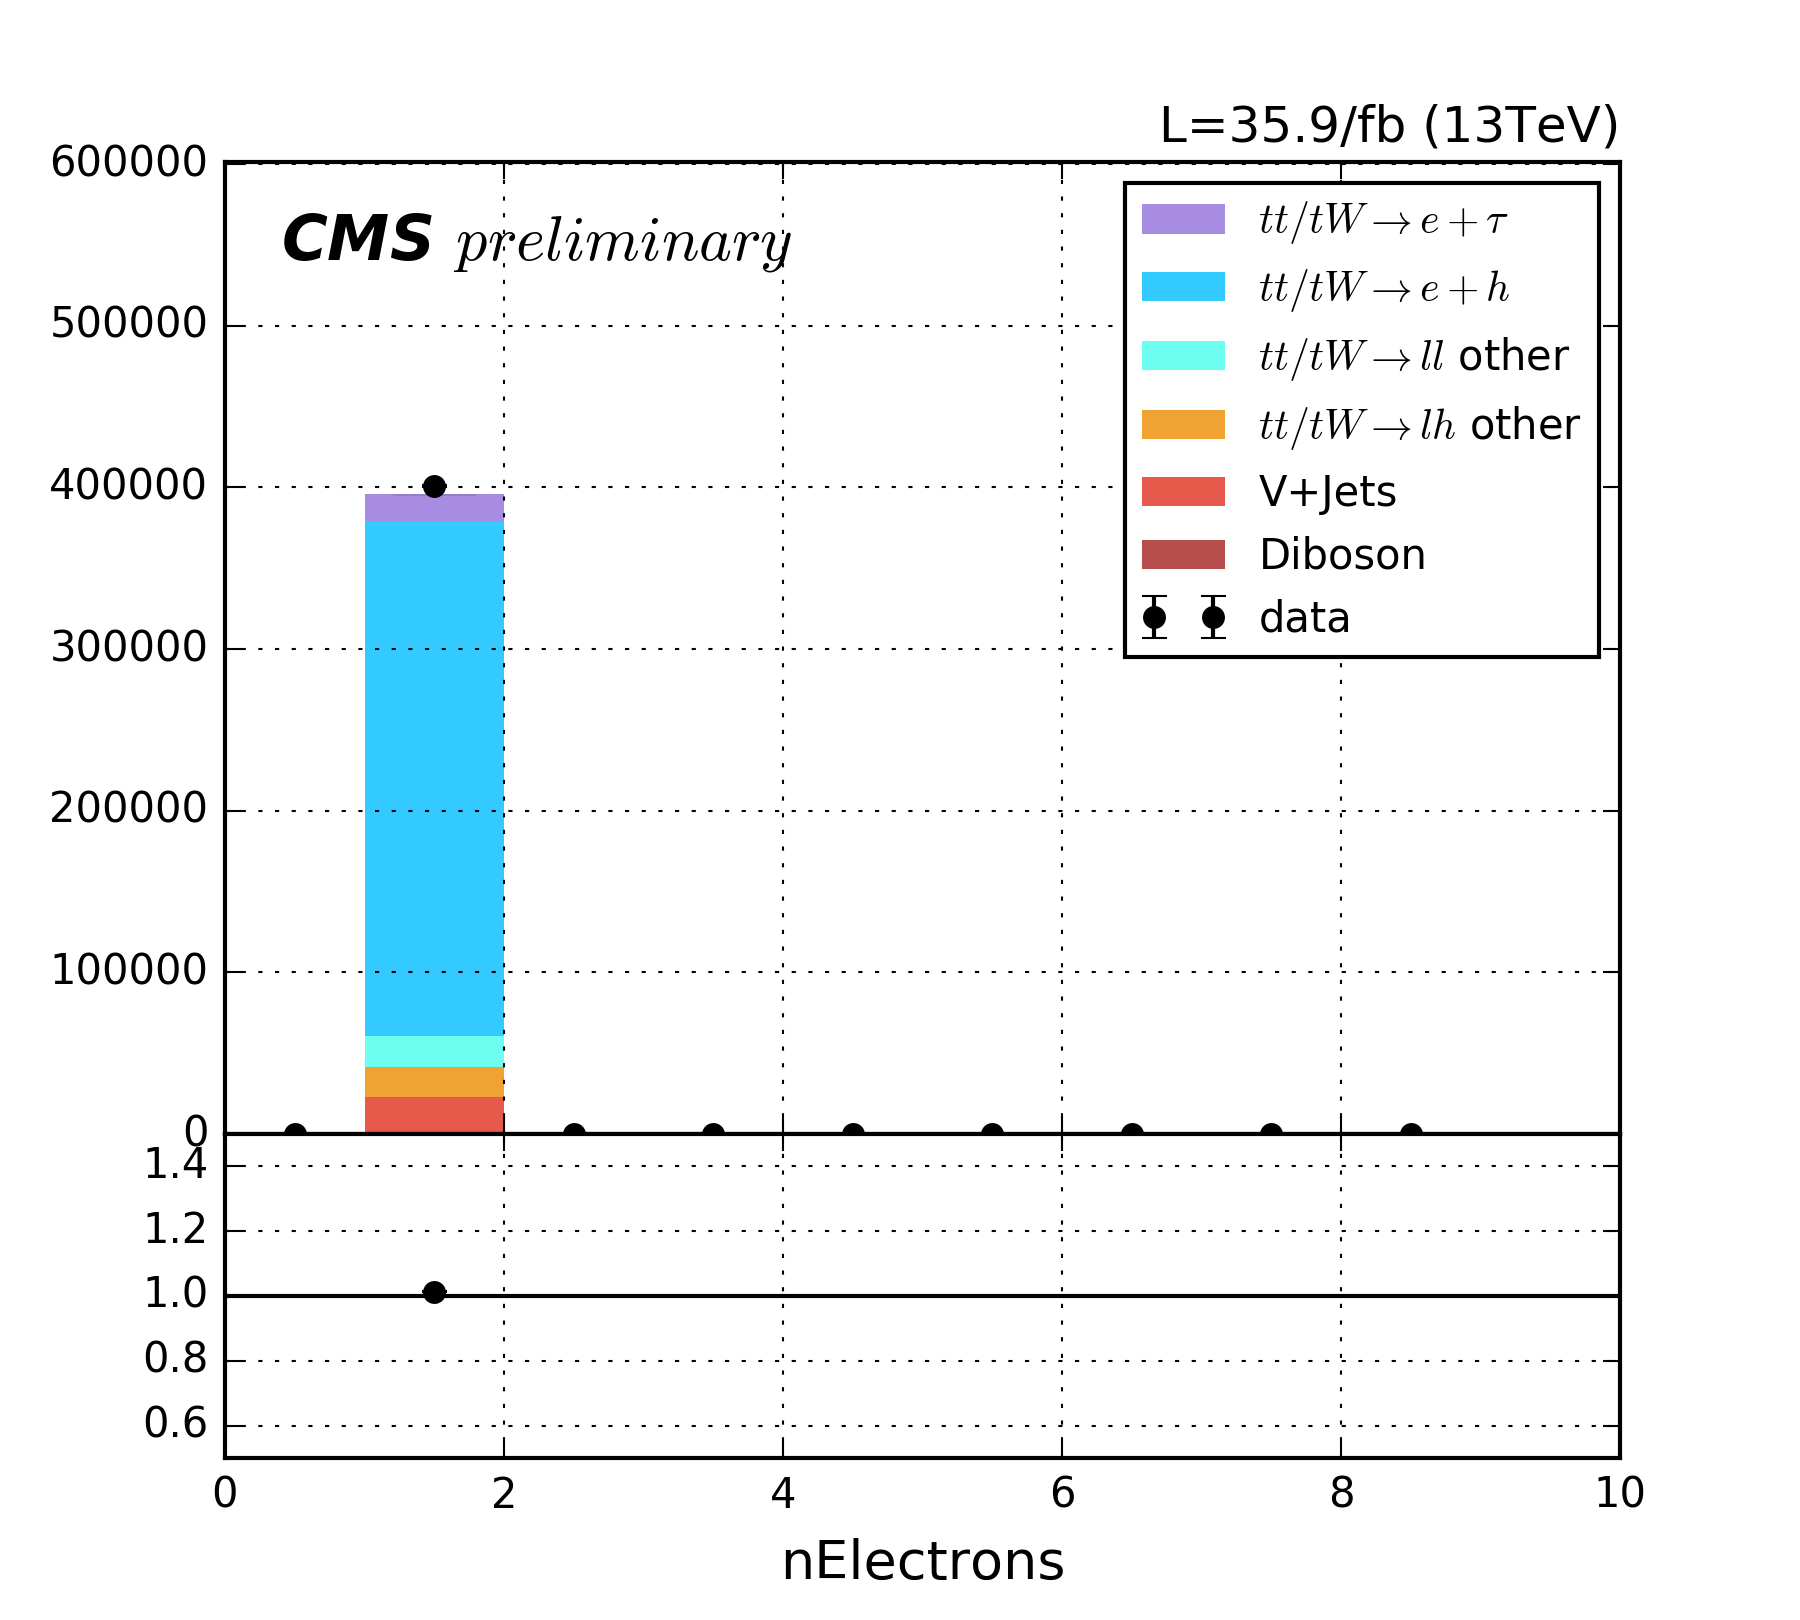 L=35.9/fb (13TeV)
CMS preliminary
600000
500000
400000
300000
200000
100000
0
tt/tW→e+τ
tt/tW→e+h
tt/tW→ll other
tt/tW→lh other
V+Jets
Diboson
data
1.4
1.2
1.0
0.8
0.6
0 2 4 6 8 10
nElectrons